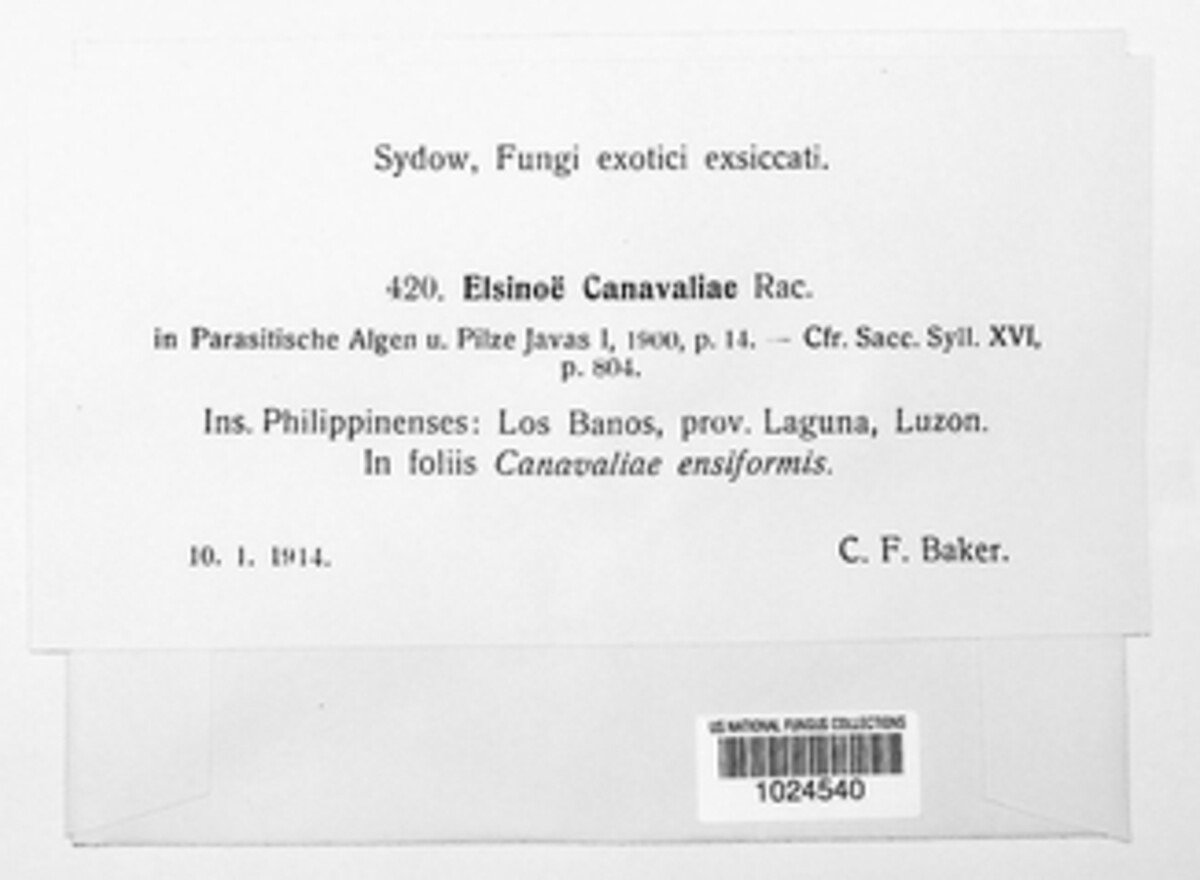 Sydow, Fungi exotici exsiccati.
420. Elsinoë Canavaliae Rac.
in Parasitische Algen u. Pilze Javas I, 1900, p. 14. — Cfr. Sacc. Syll. XVI,
p. 804.
Ins. Philippinenses: Los Banos, prov. Laguna, Luzon.
In foliis Canavaliae ensiformis.
10. 1. 1914.
C. F. Baker.
US NATIONAL FUNGUS COLLECTIONS
1024540